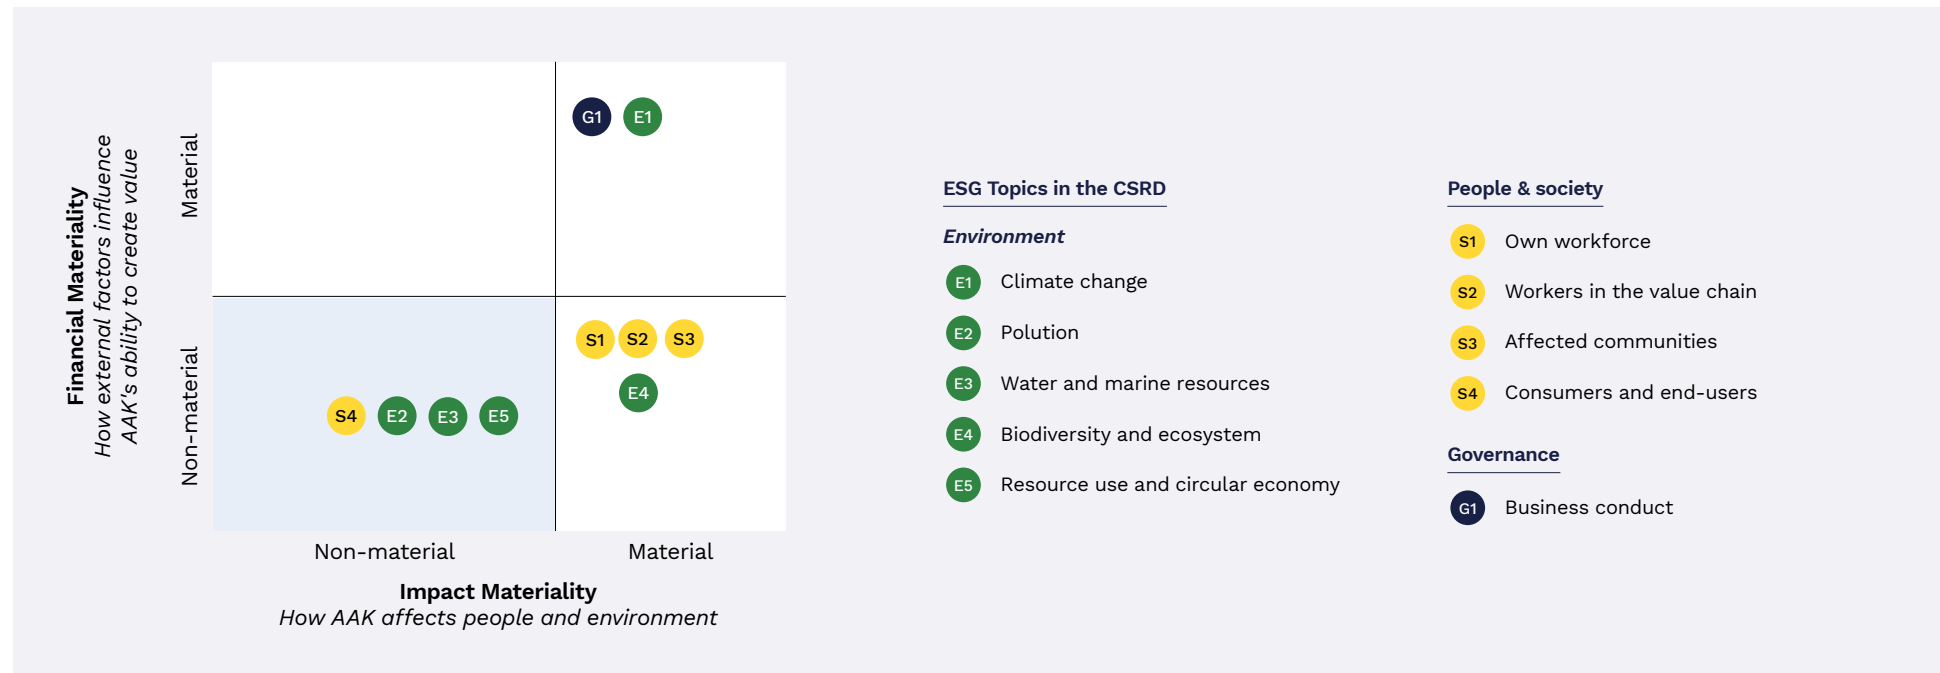 Financial Materiality
How external factors influence
AAK's ability to create value
Material
Non-material
G1
E1
S1
S2
S3
E4
S4
E2
E3
E5
Non-material
Material
Impact Materiality
How AAK affects people and environment
ESG Topics in the CSRD
Environment
E1 Climate change
E2 Polution
E3 Water and marine resources
E4 Biodiversity and ecosystem
E5 Resource use and circular economy
People & society
S1 Own workforce
S2 Workers in the value chain
S3 Affected communities
S4 Consumers and end-users
Governance
G1 Business conduct